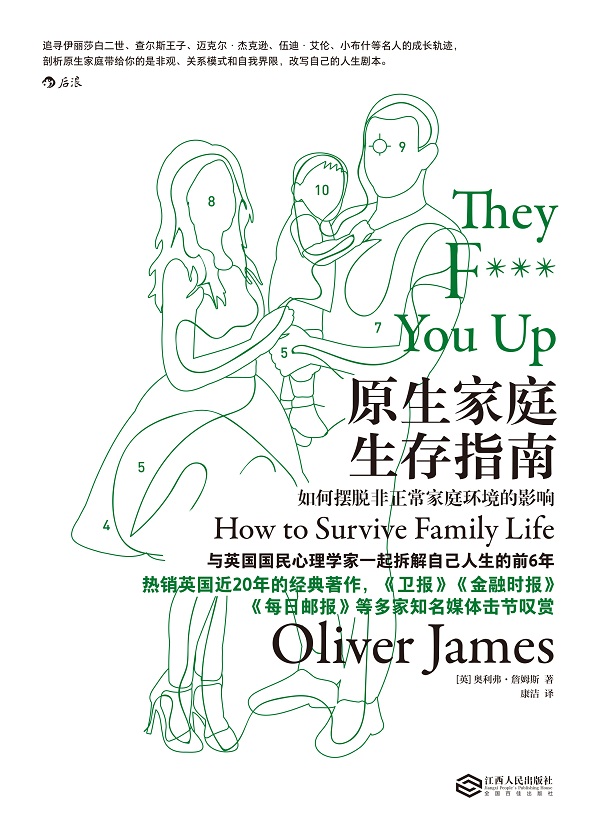 追寻伊丽莎白二世、查尔斯王子、迈克尔·杰克逊、伍迪·艾伦、小布什等名人的成长轨迹，
剖析原生家庭带给你的是非观、关系模式和自我界限，改写自己的人生剧本。
后浪
9
8
10
They
F***
7
You Up
5
原生家庭
生存指南
5
如何摆脱非正常家庭环境的影响
4
How to Survive Family Life
与英国国民心理学家一起拆解自己人生的前6年
热销英国近20年的经典著作，《卫报》《金融时报》
《每日邮报》等多家知名媒体击节叹赏
Oliver James
[英]奥利弗·詹姆斯 著
康洁 译
江西人民出版社
Jiangxi People's Publishing House
全国百佳出版社